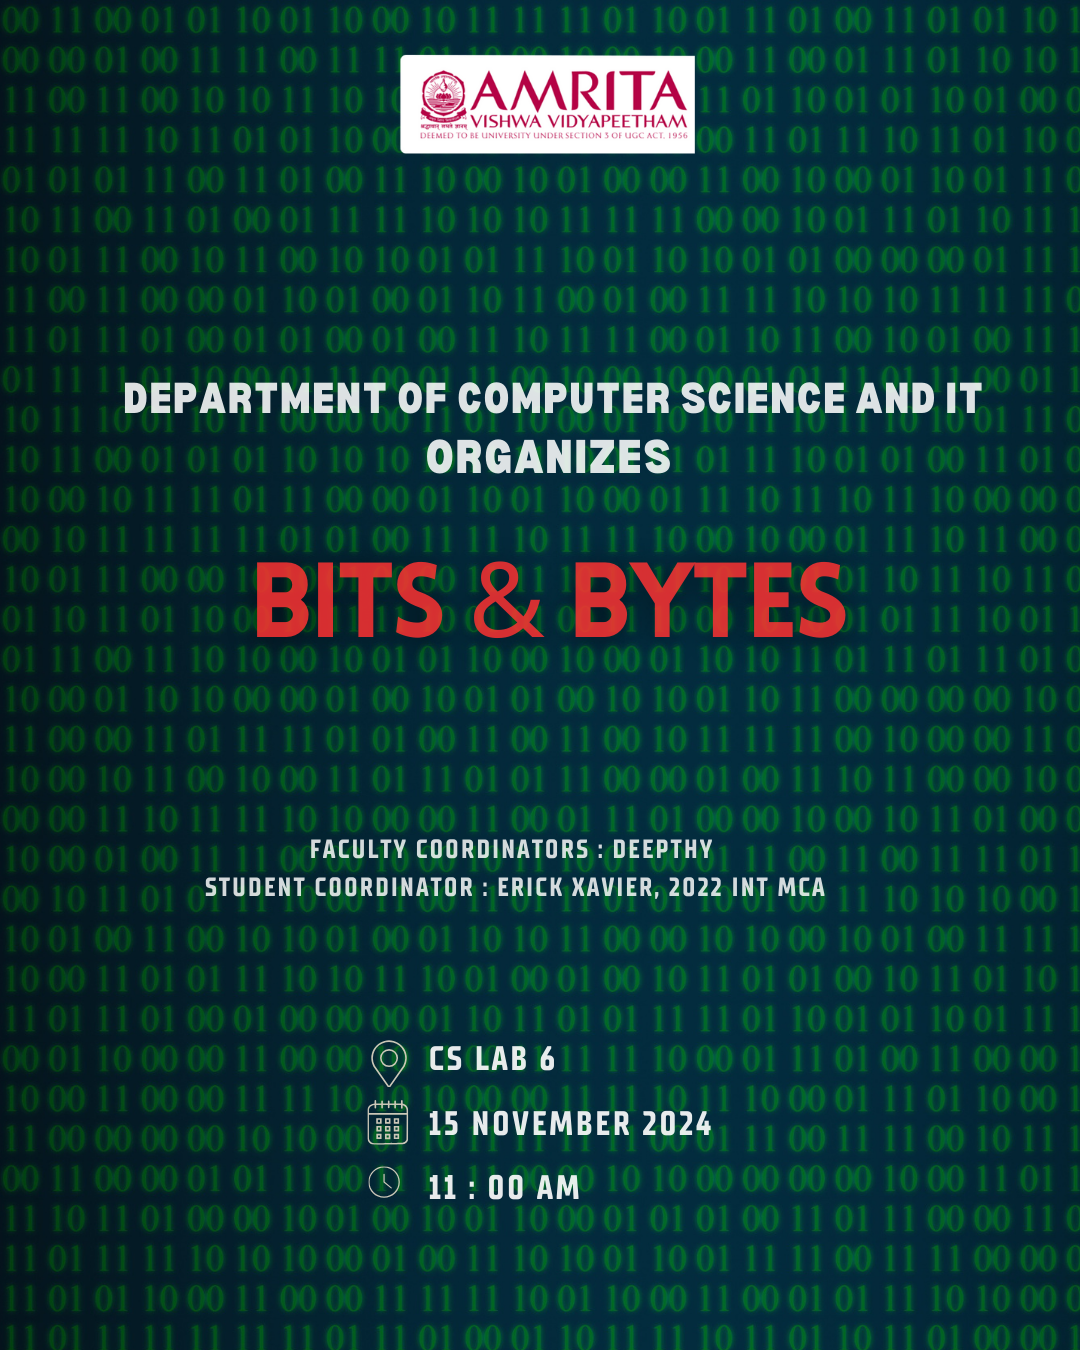 AMRITA
VISHWA VIDYAPEETHAM
DEEMED TO BE UNIVERSITY UNDER SECTION 3 OF UGC ACT. 1956
DEPARTMENT OF COMPUTER SCIENCE AND IT
ORGANIZES
BITS & BYTES
FACULTY COORDINATORS : DEEPTHY
STUDENT COORDINATOR : ERICK XAVIER, 2022 INT MCA
CS LAB 6
15 NOVEMBER 2024
11 : 00 AM